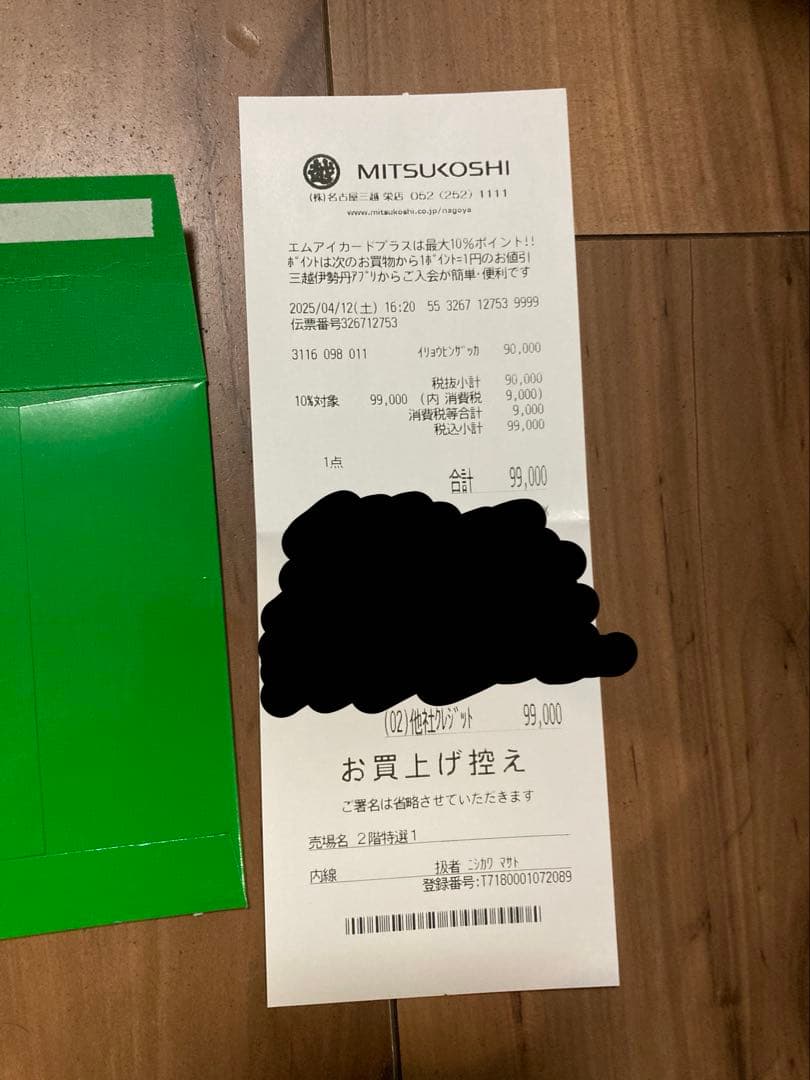 越 MITSUKOSHI
(株)名古屋三越 栄店 052 (252) 1111
www.mitsukoshi.co.jp/nagoya
エムアイカードプラスは最大10%ポイント!!
ポイントは次のお買物から1ポイント=1円のお値引
三越伊勢丹アプリからご入会が簡単・便利です
2025/04/12(土) 16:20 55 3267 12753 9999
伝票番号326712753
3116 098 011 イリョウヒンザッカ 90,000
税抜小計 90,000
10%対象 99,000 (内 消費税 9,000)
消費税等合計 9,000
税込小計 99,000
1点
合計 99,000
(02)他社クレジット 99,000
お買上げ控え
ご署名は省略させていただきます
売場名 2階特選1
内線 扱者 ニシカワ マサト
登録番号:T7180001072089